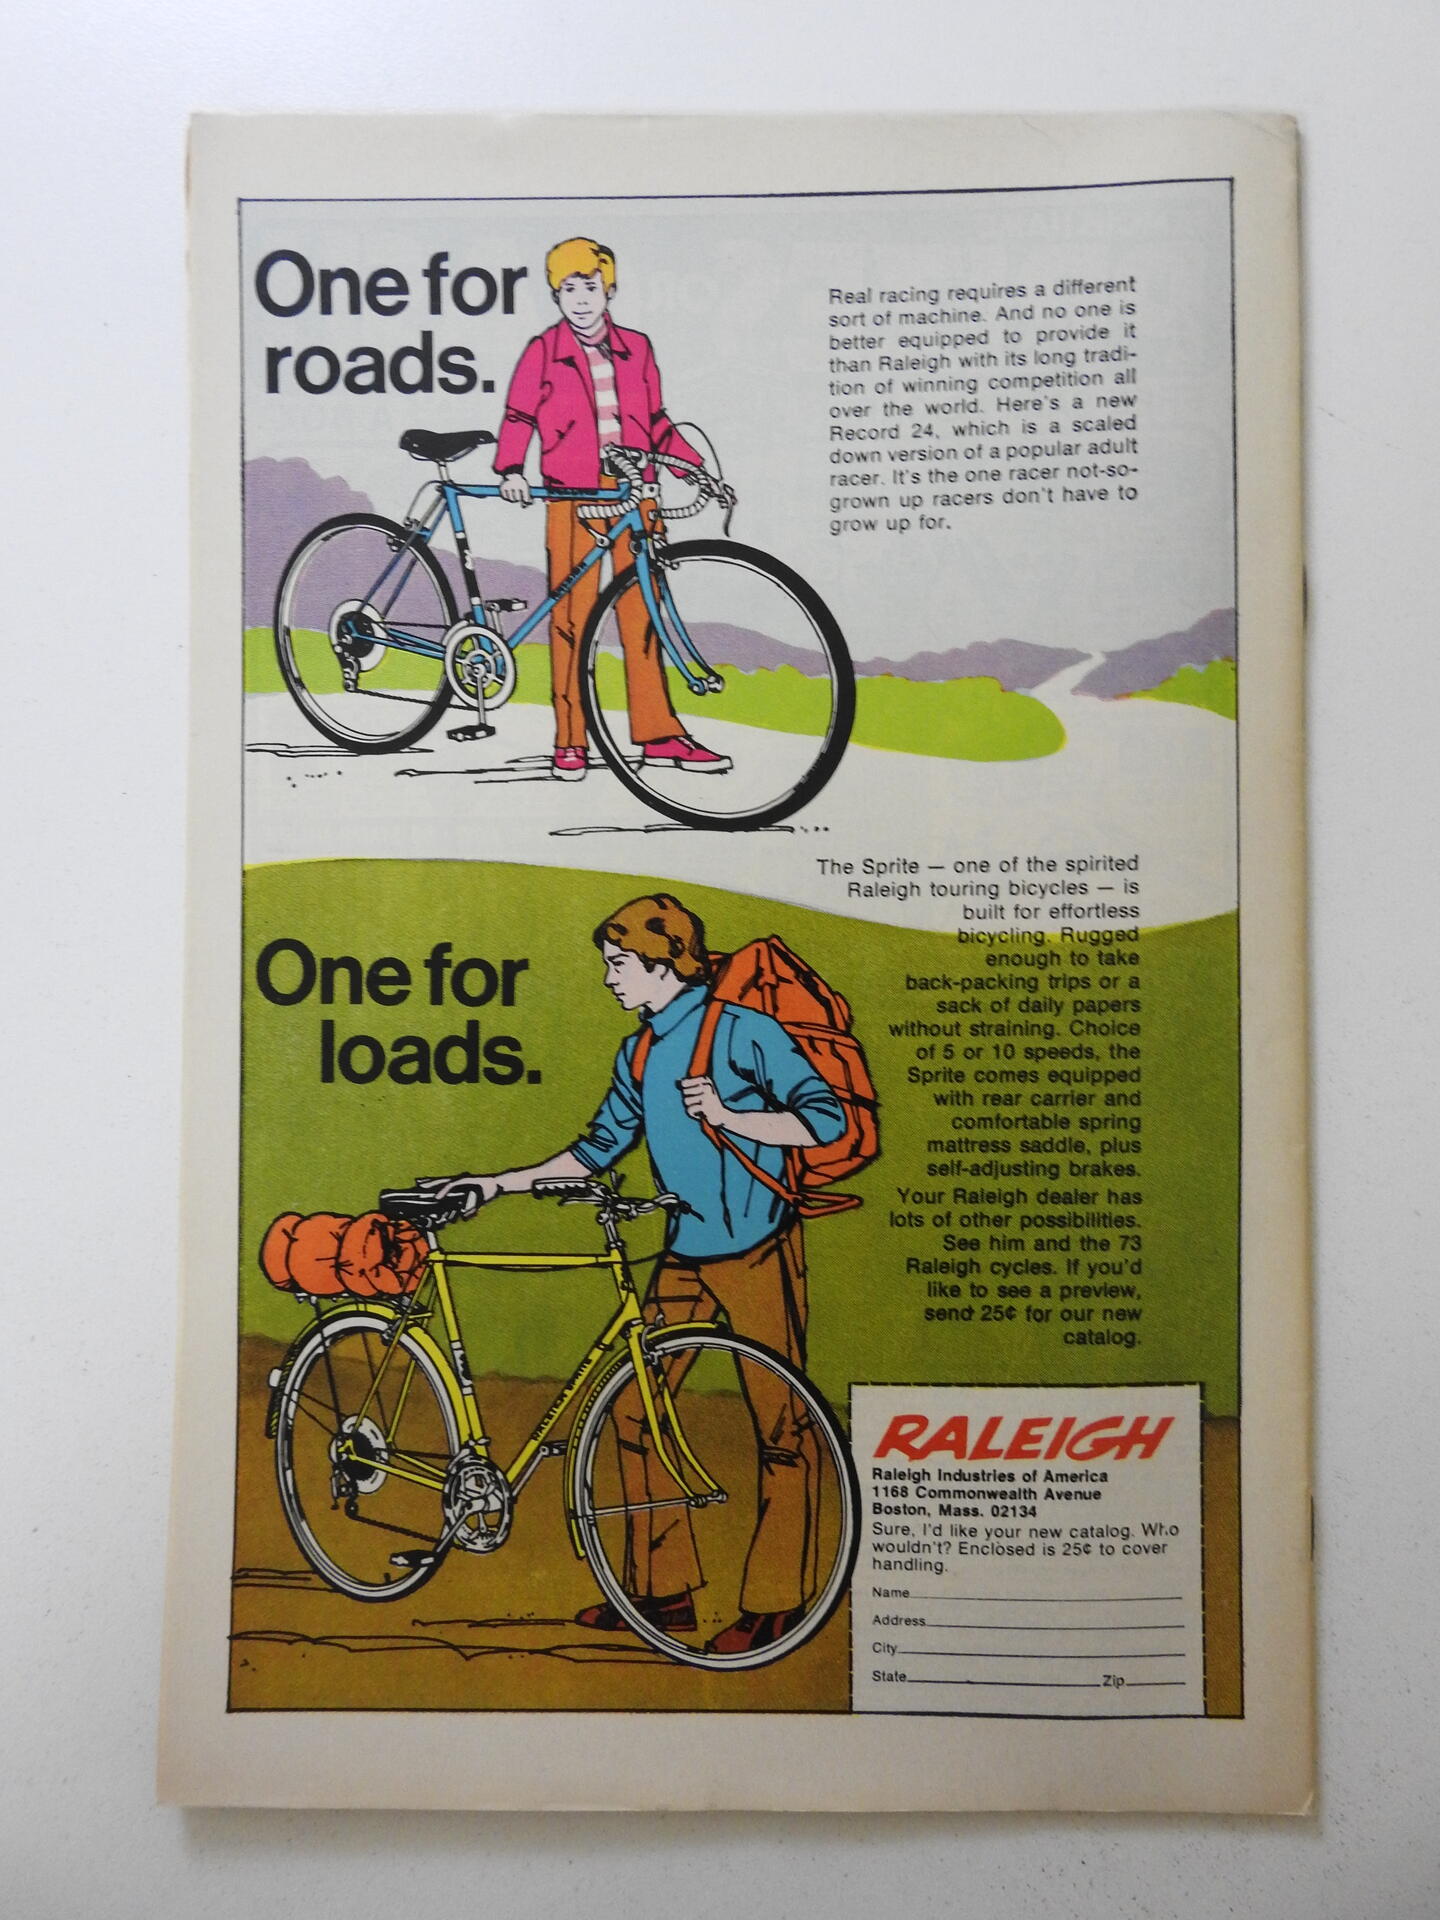 One for
roads.
Real racing requires a different
sort of machine. And no one is
better equipped to provide it
than Raleigh with its long tradi-
tion of winning competition all
over the world. Here's a new
Record 24, which is a scaled
down version of a popular adult
racer. It's the one racer not-so-
grown up racers don't have to
grow up for.
RALEIGH
The Sprite — one of the spirited
Raleigh touring bicycles — is
built for effortless
bicycling. Rugged
enough to take
back-packing trips or a
sack of daily papers
without straining. Choice
of 5 or 10 speeds, the
Sprite comes equipped
with rear carrier and
comfortable spring
mattress saddle, plus
self-adjusting brakes.
Your Raleigh dealer has
lots of other possibilities.
See him and the 73
Raleigh cycles. If you'd
like to see a preview,
send 25¢ for our new
catalog.
One for
loads.
RALEIGH SPRITE
RALEIGH
Raleigh Industries of America
1168 Commonwealth Avenue
Boston, Mass. 02134
Sure, I'd like your new catalog. Who
wouldn't? Enclosed is 25¢ to cover
handling.
Name
Address
City
State Zip